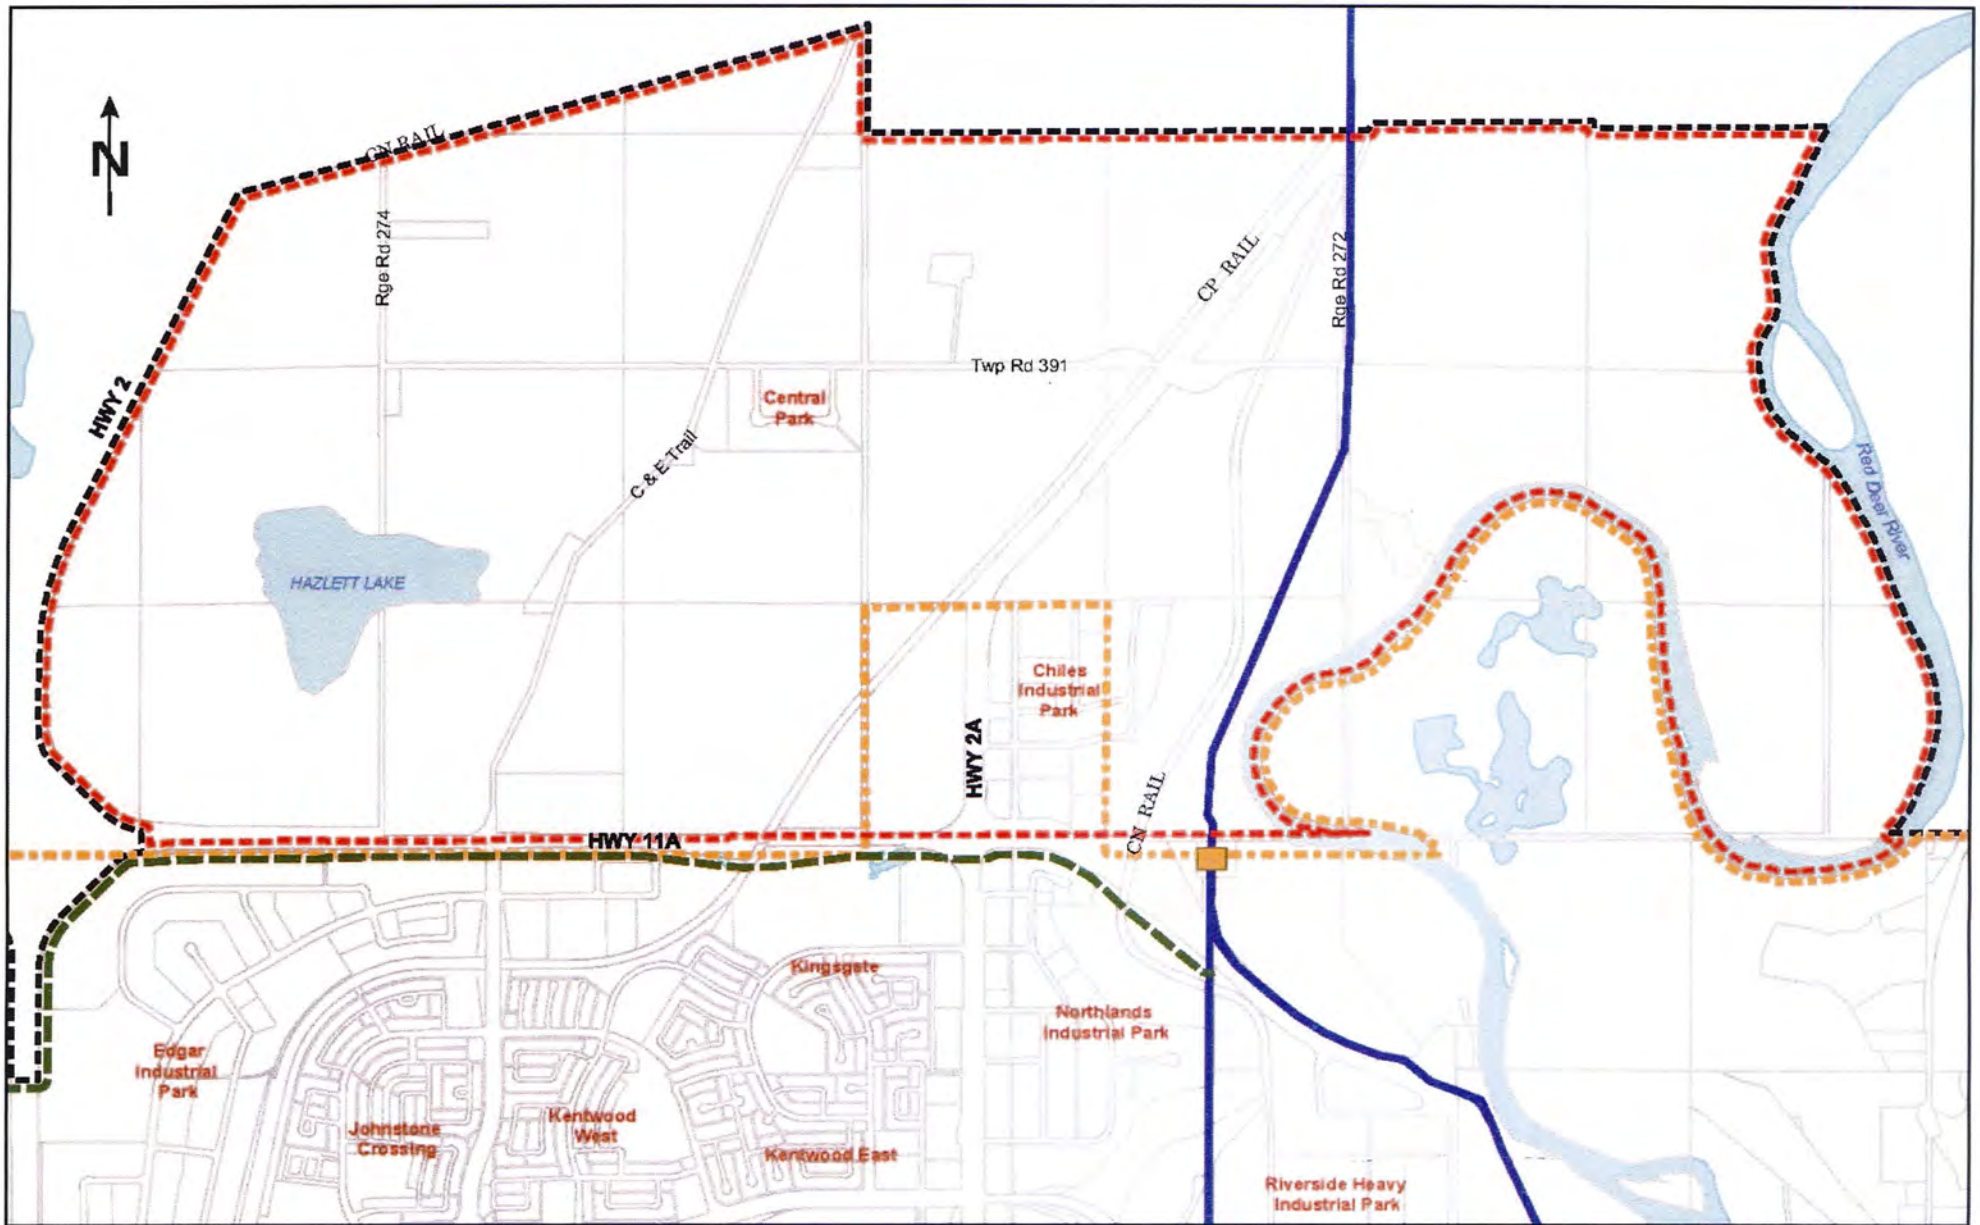 CN RAIL
N
Rge Rd 274
CP RAIL
Rge Rd 272
Twp Rd 391
HWY 2
Central
Park
C & E Trail
Red Deer River
HAZLETT LAKE
Chiles
Industrial
Park
HWY 2A
CN RAIL
HWY 11A
Kingsgate
Northlands
Industrial Park
Edgar
Industrial
Park
Johnstone
Crossing
Kentwood
West
Kentwood East
Riverside Heavy
Industrial Park